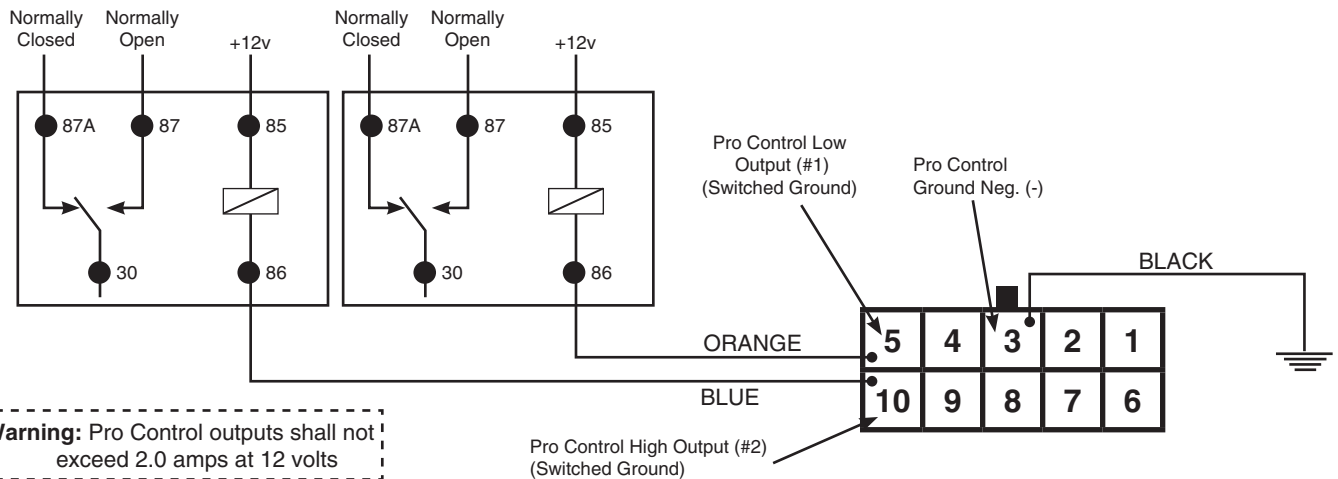 Normally
Closed
Normally
Open
+12v
Normally
Closed
Normally
Open
+12v
87A
87
85
30
86
87A
87
85
30
86
Pro Control Low
Output (#1)
(Switched Ground)
Pro Control
Ground Neg. (-)
BLACK
ORANGE
BLUE
5 4 3 2 1
10 9 8 7 6
Pro Control High Output (#2)
(Switched Ground)
Warning: Pro Control outputs shall not
exceed 2.0 amps at 12 volts